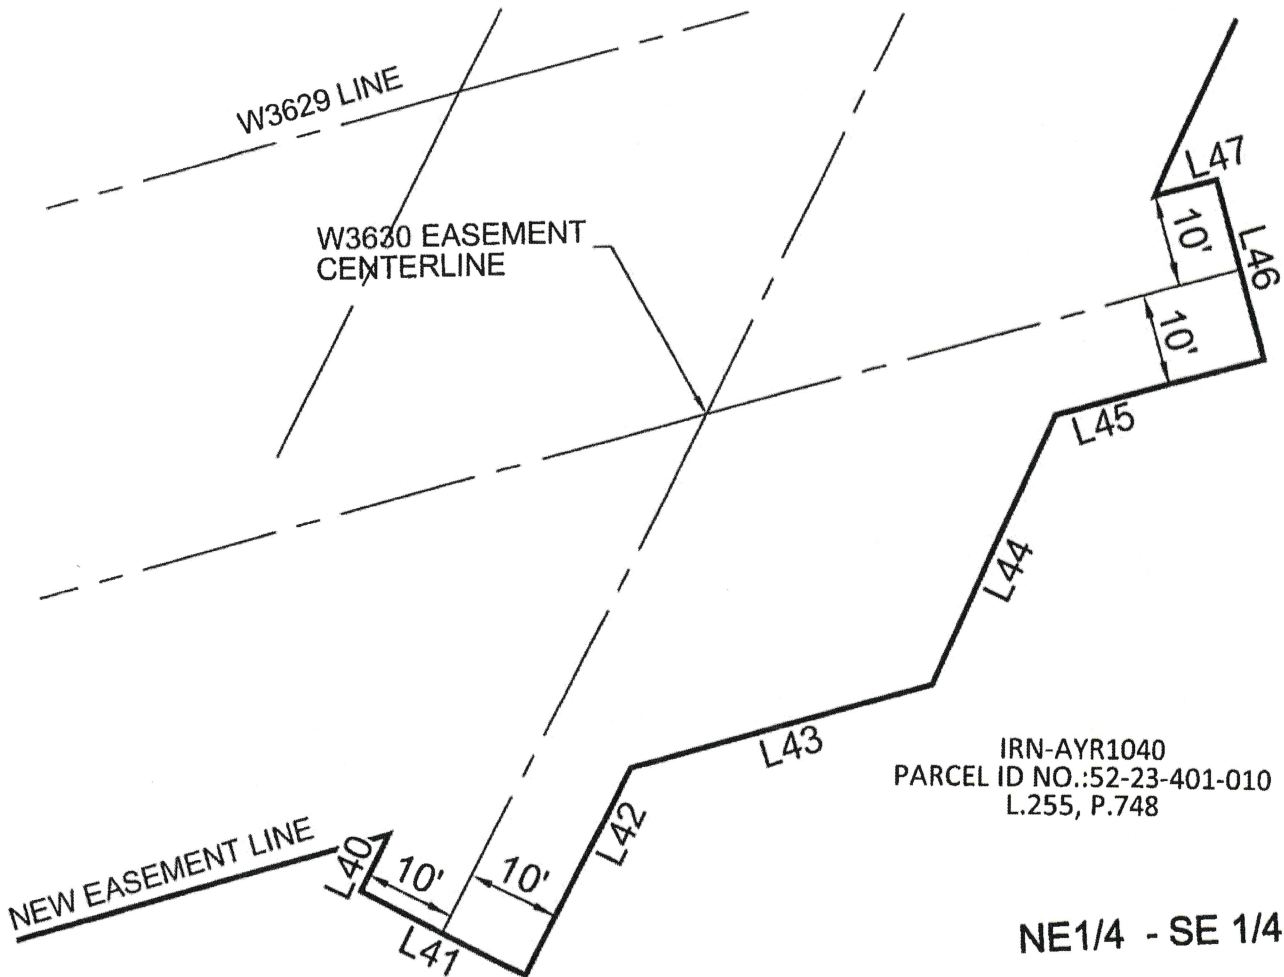 W3629 LINE
W3630 EASEMENT
CENTERLINE
L47
10'
L46
10'
L45
L44
L43
IRN-AYR1040
PARCEL ID NO.:52-23-401-010
L.255, P.748
L42
NEW EASEMENT LINE
L40
10'
10'
L41
NE1/4 - SE 1/4